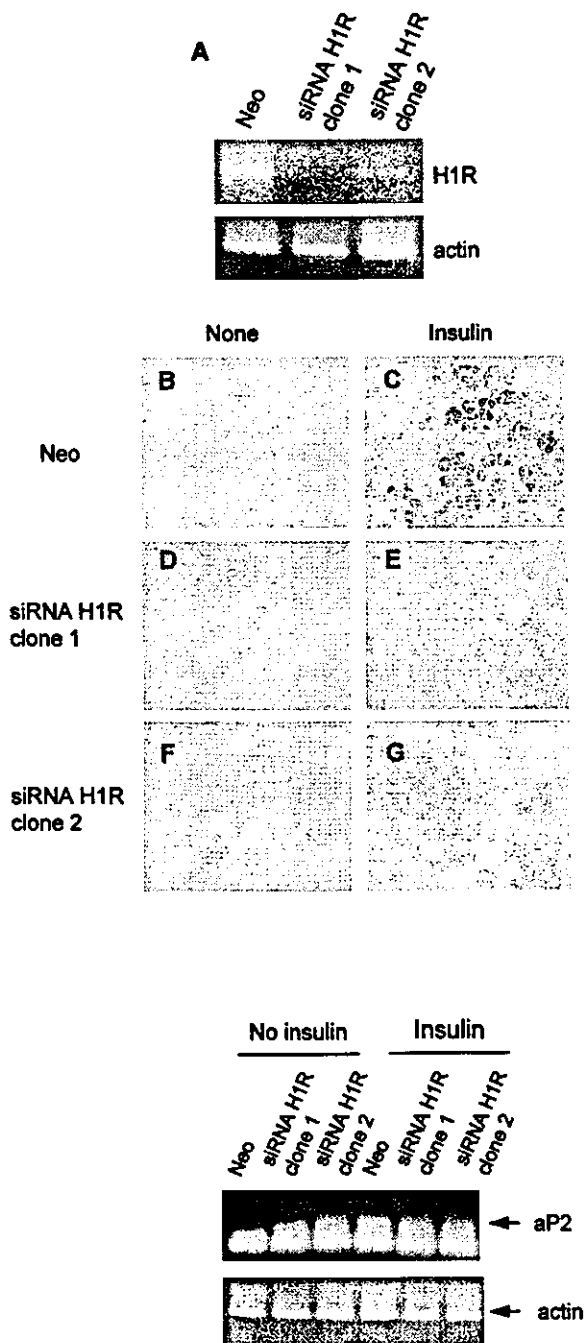 A
Neo
siRNA H1R
clone 1
siRNA H1R
clone 2
H1R
actin
None
Insulin
Neo
B
C
siRNA H1R
clone 1
D
E
siRNA H1R
clone 2
F
G
No insulin
Insulin
Neo
siRNA H1R
clone 1
siRNA H1R
clone 2
Neo
siRNA H1R
clone 1
siRNA H1R
clone 2
aP2
actin